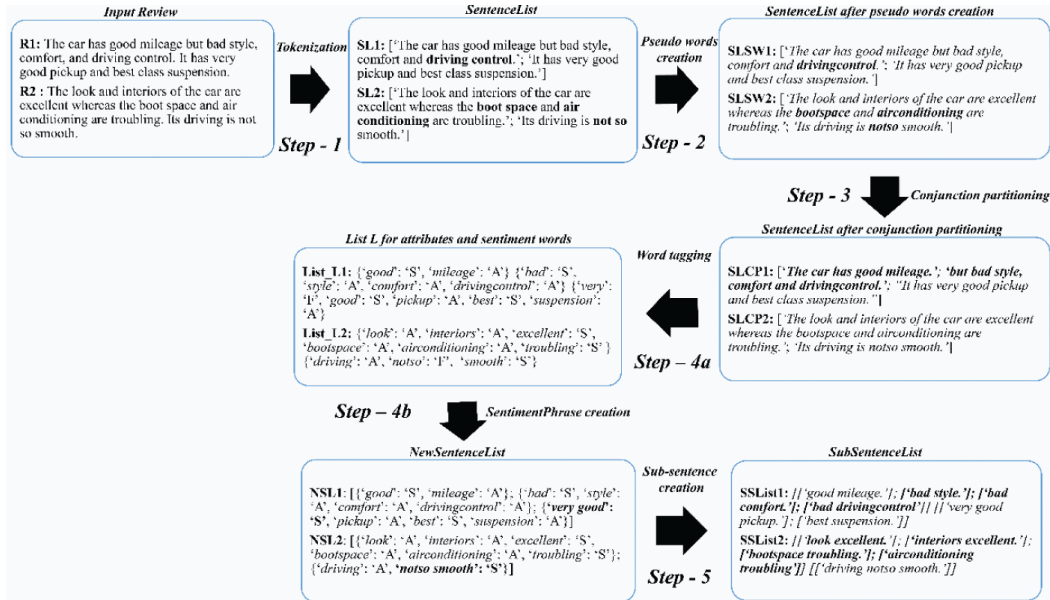 Input Review
R1: The car has good mileage but bad style,
comfort, and driving control. It has very
good pickup and best class suspension.
R2 : The look and interiors of the car are
excellent whereas the boot space and air
conditioning are troubling. Its driving is not
so smooth.
Tokenization
Step - 1
SentenceList
SL1: ['The car has good mileage but bad style,
comfort and driving control.'; 'It has very good
pickup and best class suspension.']
SL2: ['The look and interiors of the car are
excellent whereas the boot space and air
conditioning are troubling.'; 'Its driving is not so
smooth.']
Pseudo words
creation
Step - 2
SentenceList after pseudo words creation
SLSW1: ['The car has good mileage but bad style,
comfort and drivingcontrol.'; 'It has very good pickup
and best class suspension.']
SLSW2: ['The look and interiors of the car are excellent
whereas the bootspace and airconditioning are
troubling.'; 'Its driving is notso smooth.']
Step - 3
Conjunction partitioning
SentenceList after conjunction partitioning
SLCP1: ['The car has good mileage.'; 'but bad style,
comfort and drivingcontrol.'; "It has very good pickup
and best class suspension."]
SLCP2: ['The look and interiors of the car are excellent
whereas the bootspace and airconditioning are
troubling.'; 'Its driving is notso smooth.']
Word tagging
Step – 4a
List L for attributes and sentiment words
List_L1: {'good': 'S', 'mileage': 'A'} {'bad': 'S',
'style': 'A', 'comfort': 'A', 'drivingcontrol': 'A'} {'very':
'I', 'good': 'S', 'pickup': 'A', 'best': 'S', 'suspension':
'A'}
List_L2: {'look': 'A', 'interiors': 'A', 'excellent': 'S',
'bootspace': 'A', 'airconditioning': 'A', 'troubling': 'S' }
{'driving': 'A', 'notso': 'I', 'smooth': 'S'}
Step – 4b
SentimentPhrase creation
NewSentenceList
NSL1: [{'good': 'S', 'mileage': 'A'}; {'bad': 'S', 'style':
'A', 'comfort': 'A', 'drivingcontrol': 'A'}; {'very good':
'S', 'pickup': 'A', 'best': 'S', 'suspension': 'A'}]
NSL2: [{'look': 'A', 'interiors': 'A', 'excellent': 'S',
'bootspace': 'A', 'airconditioning': 'A', 'troubling': 'S'};
{'driving': 'A', 'notso smooth': 'S'}]
Sub-sentence
creation
Step - 5
SubSentenceList
SSList1: [['good mileage.']; ['bad style.']; ['bad
comfort.']; ['bad drivingcontrol']] [['very good
pickup.']; ['best suspension.']]
SSList2: [['look excellent.']; ['interiors excellent.'];
['bootspace troubling.']; ['airconditioning
troubling']] [['driving notso smooth.']]